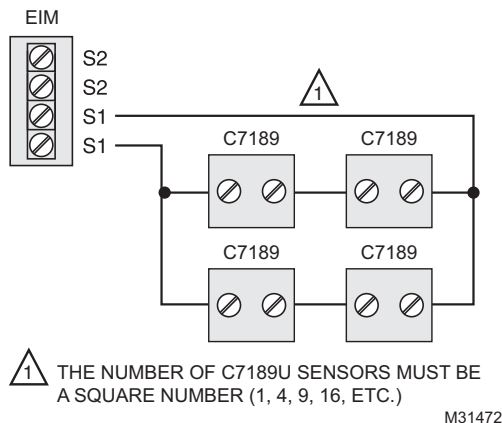 EIM
S2
S2
S1
S1
1
C7189
C7189
C7189
C7189
1 THE NUMBER OF C7189U SENSORS MUST BE
A SQUARE NUMBER (1, 4, 9, 16, ETC.)
M31472